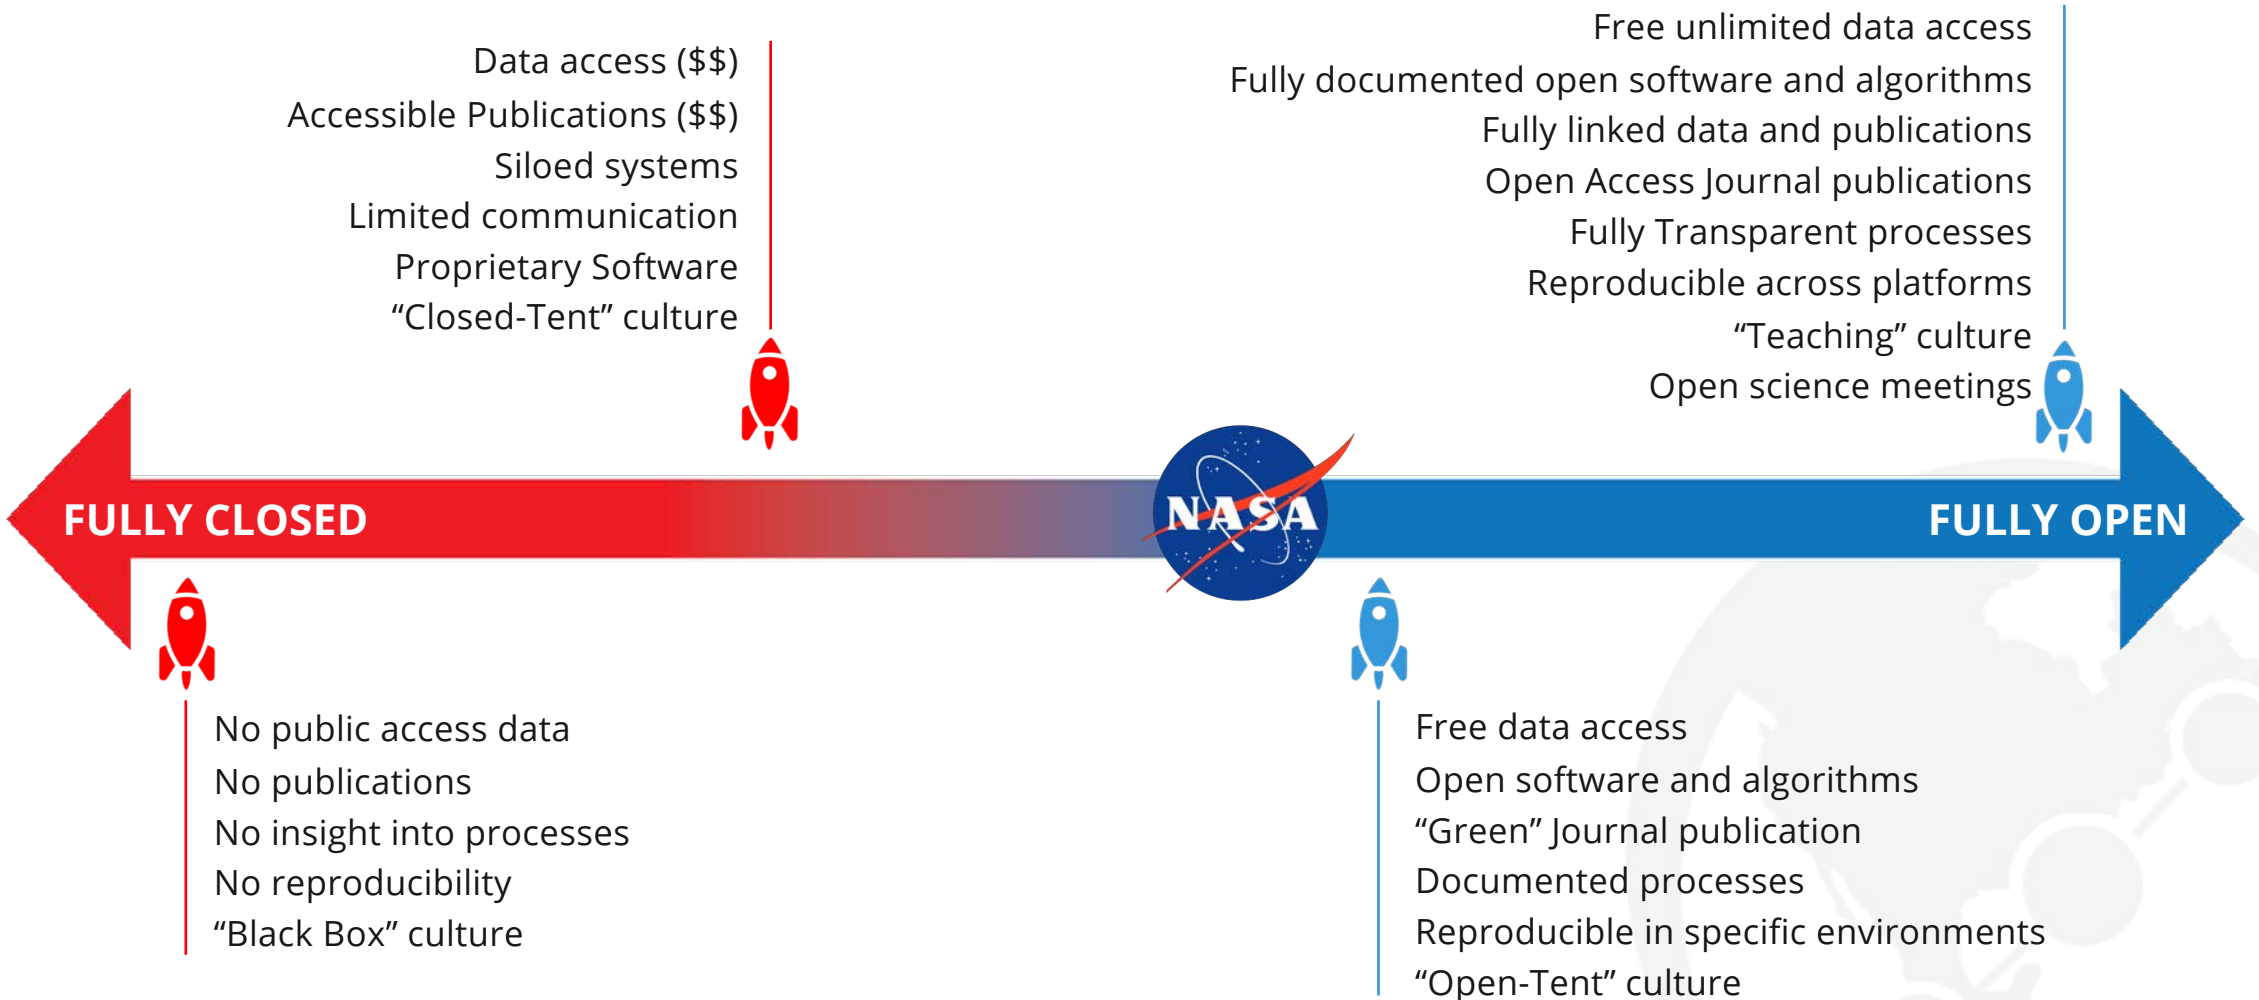 Data access ($$)
Accessible Publications ($$)
Siloed systems
Limited communication
Proprietary Software
“Closed-Tent” culture
Free unlimited data access
Fully documented open software and algorithms
Fully linked data and publications
Open Access Journal publications
Fully Transparent processes
Reproducible across platforms
“Teaching” culture
Open science meetings
FULLY CLOSED
NASA
FULLY OPEN
No public access data
No publications
No insight into processes
No reproducibility
“Black Box” culture
Free data access
Open software and algorithms
“Green” Journal publication
Documented processes
Reproducible in specific environments
“Open-Tent” culture